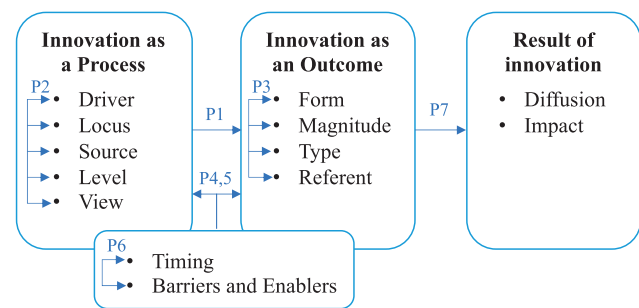 Innovation as
a Process
P2
• Driver
• Locus
• Source
• Level
• View
P1
P4,5
Innovation as
an Outcome
P3
• Form
• Magnitude
• Type
• Referent
P7
Result of
innovation
• Diffusion
• Impact
P6
• Timing
• Barriers and Enablers